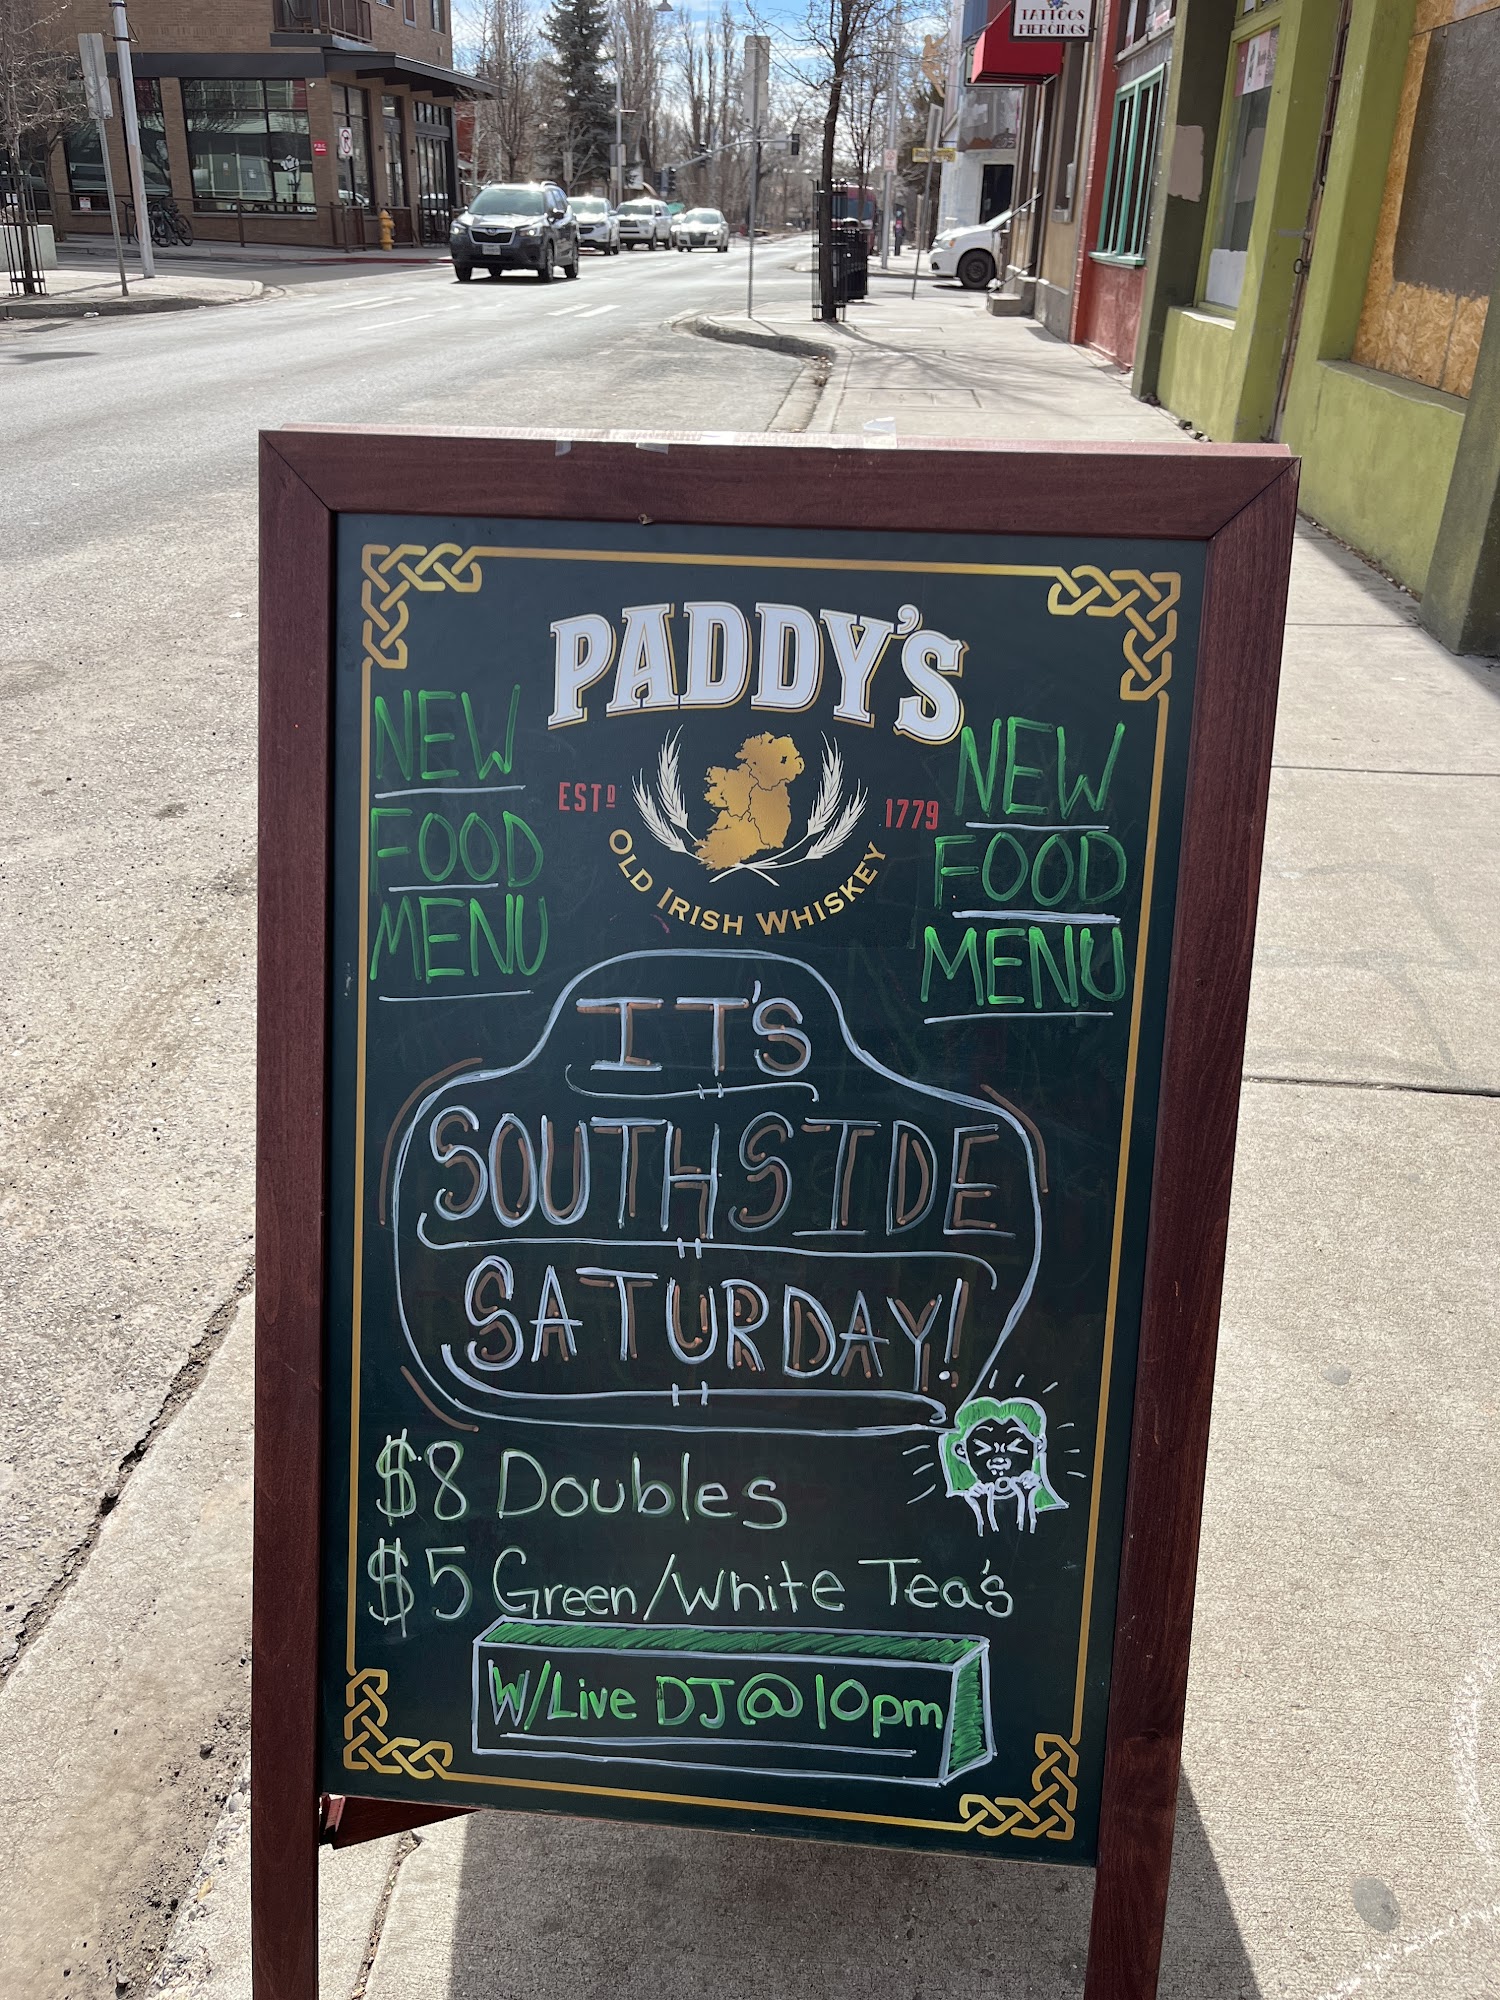 TATTOOS
PIERCINGS
PADDY'S
ESTD 1779
OLD IRISH WHISKEY
NEW
FOOD
MENU
NEW
FOOD
MENU
IT'S
SOUTHSIDE
SATURDAY!
$8 Doubles
$5 Green/White Tea's
W/Live DJ@10pm